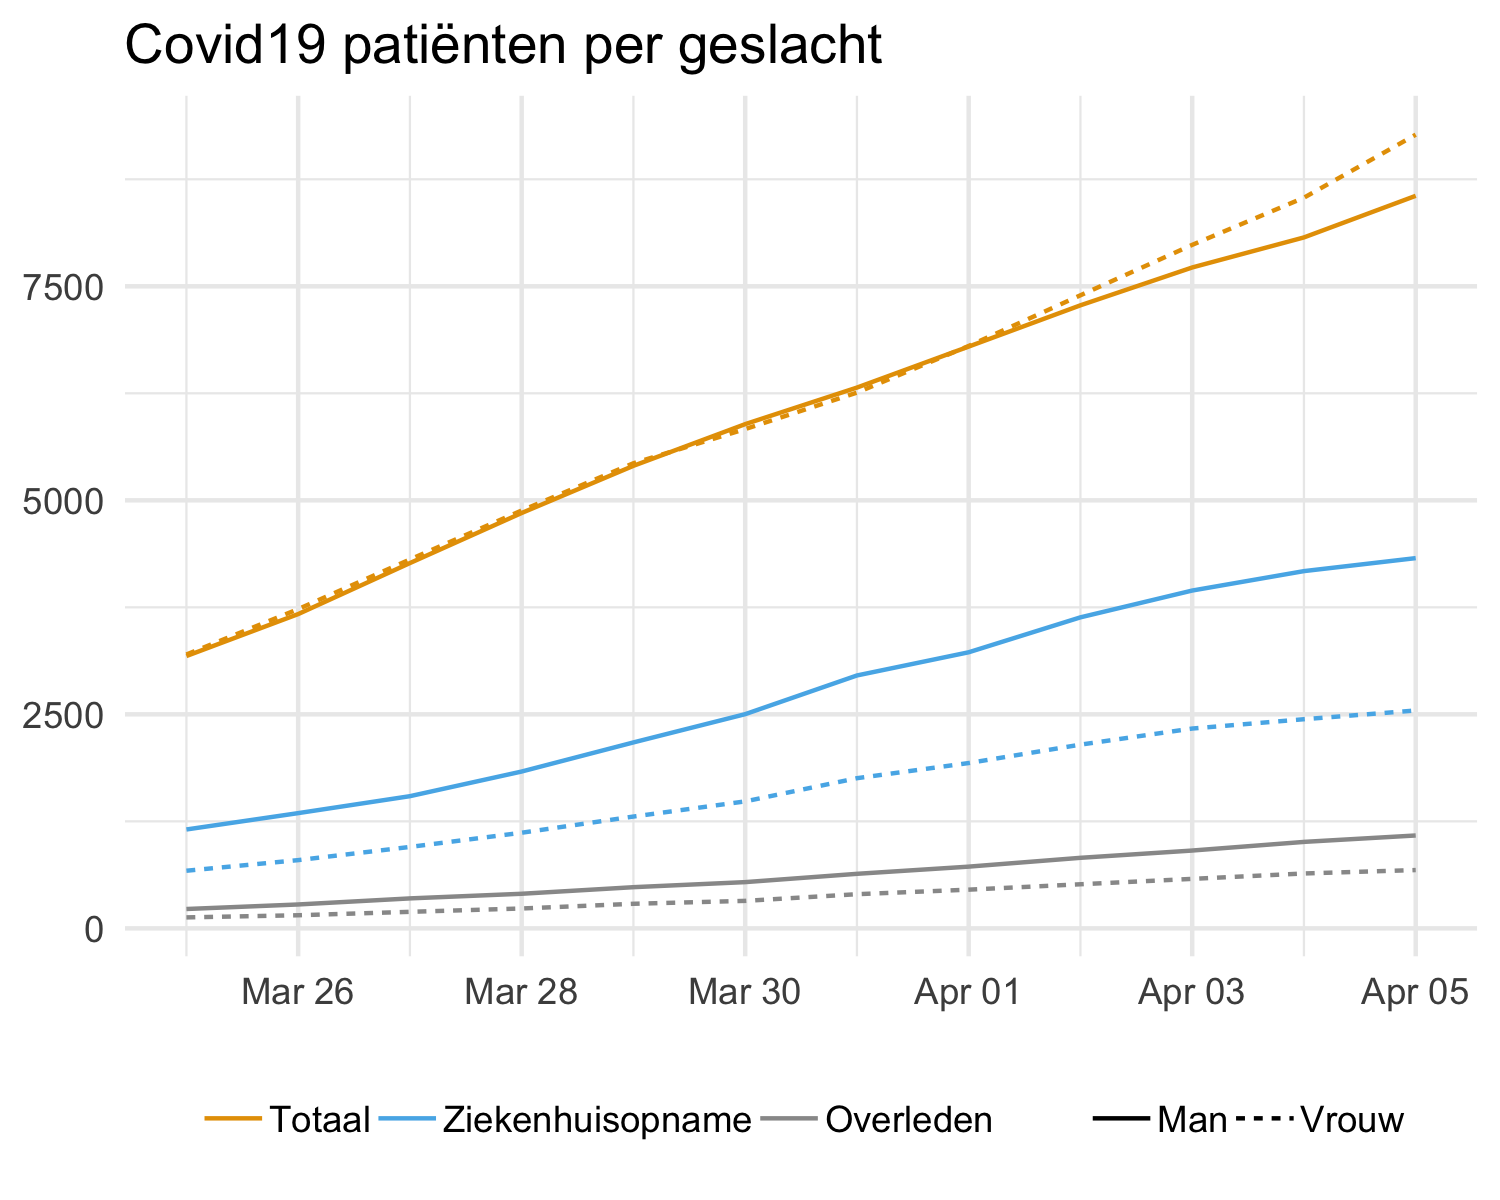 Covid19 patiënten per geslacht
7500
5000
2500
0
Mar 26 Mar 28 Mar 30 Apr 01 Apr 03 Apr 05
Totaal Ziekenhuisopname Overleden Man Vrouw